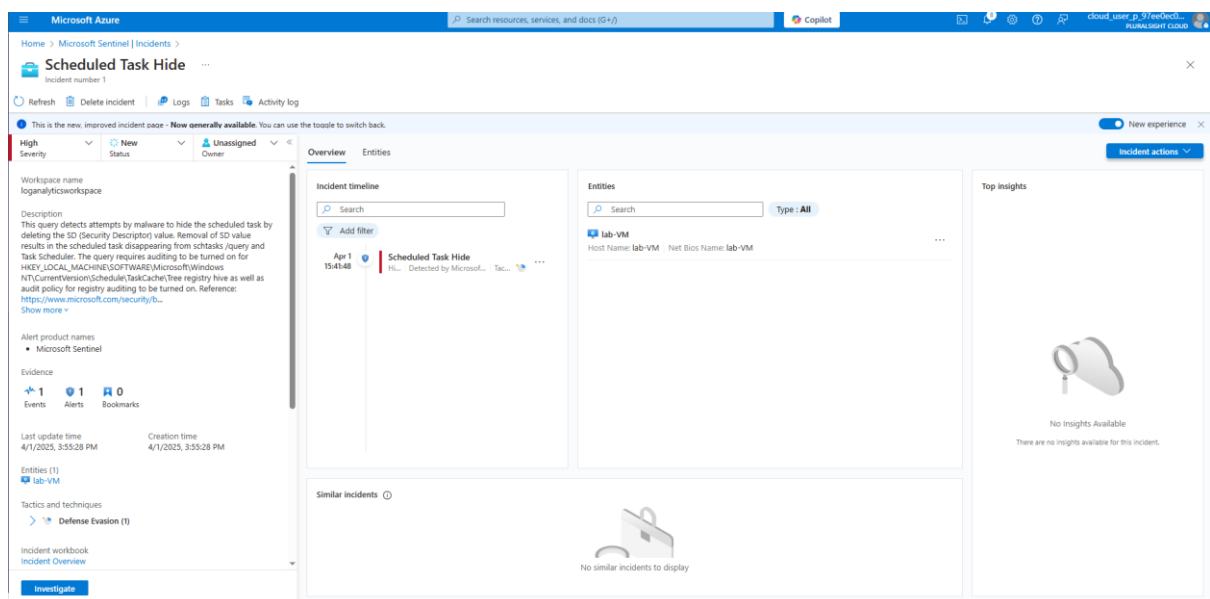 Microsoft Azure
Search resources, services, and docs (G+/)
Copilot
cloud_user_p_97ee0ec0...
PLURALSIGHT CLOUD
Home > Microsoft Sentinel | Incidents >
Scheduled Task Hide ...
Incident number 1
Refresh Delete incident Logs Tasks Activity log
This is the new, improved incident page - Now generally available. You can use the toggle to switch back.
New experience
High
Severity
New
Status
Unassigned
Owner
Workspace name
loganalyticsworkspace
Description
This query detects attempts by malware to hide the scheduled task by
deleting the SD (Security Descriptor) value. Removal of SD value
results in the scheduled task disappearing from schtasks /query and
Task Scheduler. The query requires auditing to be turned on for
HKEY_LOCAL_MACHINE\SOFTWARE\Microsoft\Windows
NT\CurrentVersion\Schedule\TaskCache\Tree registry hive as well as
audit policy for registry auditing to be turned on. Reference:
https://www.microsoft.com/security/b...
Show more
Alert product names
• Microsoft Sentinel
Evidence
1 1 0
Events Alerts Bookmarks
Last update time Creation time
4/1/2025, 3:55:28 PM 4/1/2025, 3:55:28 PM
Entities (1)
lab-VM
Tactics and techniques
Defense Evasion (1)
Incident workbook
Incident Overview
Investigate
Overview Entities
Incident actions
Incident timeline
Search
Add filter
Apr 1
15:41:48
Scheduled Task Hide
Hi... Detected by Microsof... Tac...
...
Entities
Search
Type : All
lab-VM
Host Name: lab-VM Net Bios Name: lab-VM
...
Top insights
No Insights Available
There are no insights available for this incident.
Similar incidents
No similar incidents to display